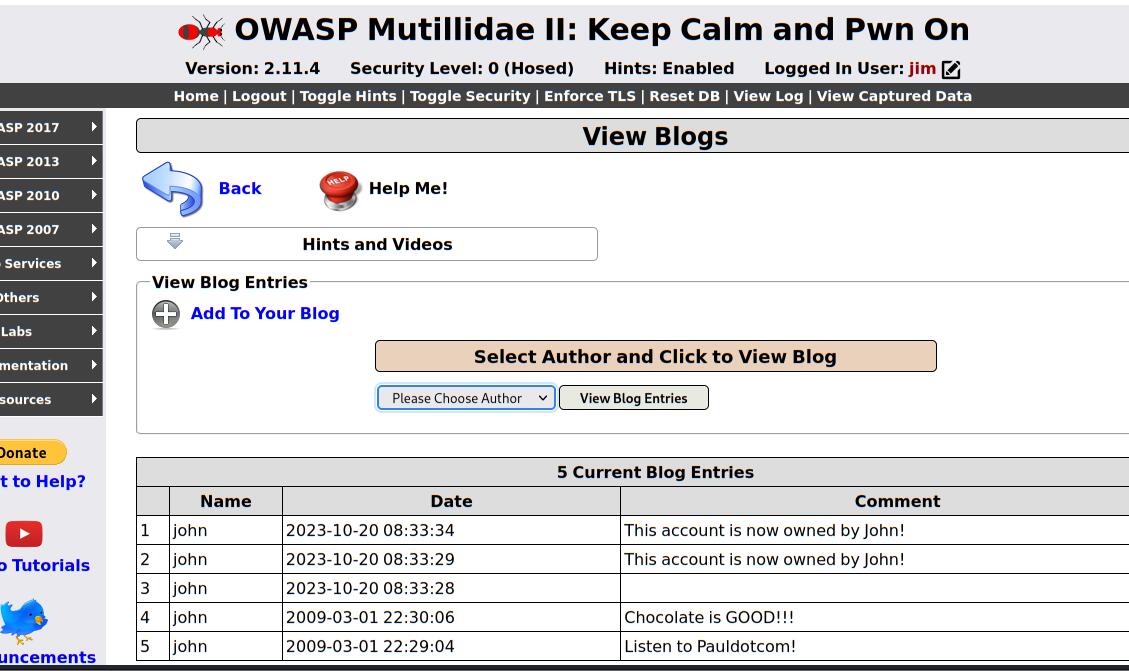 OWASP Mutillidae II: Keep Calm and Pwn On
Version: 2.11.4 Security Level: 0 (Hosed) Hints: Enabled Logged In User: jim
Home | Logout | Toggle Hints | Toggle Security | Enforce TLS | Reset DB | View Log | View Captured Data
ASP 2017
ASP 2013
ASP 2010
ASP 2007
Services
Others
Labs
mentation
sources
Donate
t to Help?
o Tutorials
uncements
View Blogs
Back
HELP
Help Me!
Hints and Videos
View Blog Entries
Add To Your Blog
Select Author and Click to View Blog
Please Choose Author View Blog Entries
5 Current Blog Entries
Name Date Comment
1 john 2023-10-20 08:33:34 This account is now owned by John!
2 john 2023-10-20 08:33:29 This account is now owned by John!
3 john 2023-10-20 08:33:28
4 john 2009-03-01 22:30:06 Chocolate is GOOD!!!
5 john 2009-03-01 22:29:04 Listen to Pauldotcom!